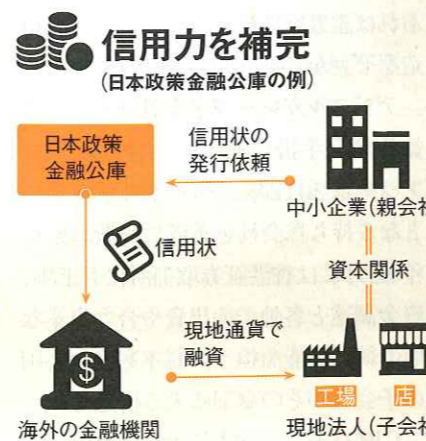 信用力を補完
(日本政策金融公庫の例)
日本政策
金融公庫
信用状の
発行依頼
中小企業(親会社
信用状
資本関係
現地通貨で
融資
$
工場
店
海外の金融機関
現地法人(子会社